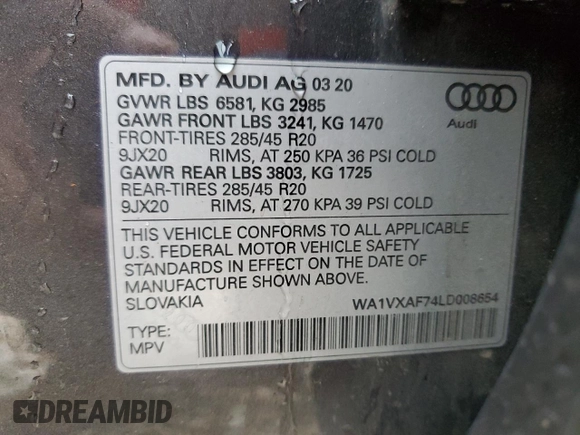 MFD. BY AUDI AG 03 20
GVWR LBS 6581, KG 2985
GAWR FRONT LBS 3241, KG 1470
FRONT-TIRES 285/45 R20
9JX20 RIMS, AT 250 KPA 36 PSI COLD
GAWR REAR LBS 3803, KG 1725
REAR-TIRES 285/45 R20
9JX20 RIMS, AT 270 KPA 39 PSI COLD
Audi
THIS VEHICLE CONFORMS TO ALL APPLICABLE
U.S. FEDERAL MOTOR VEHICLE SAFETY
STANDARDS IN EFFECT ON THE DATE OF
MANUFACTURE SHOWN ABOVE.
SLOVAKIA WA1VXAF74LD008654
TYPE:
MPV
DREAMBID